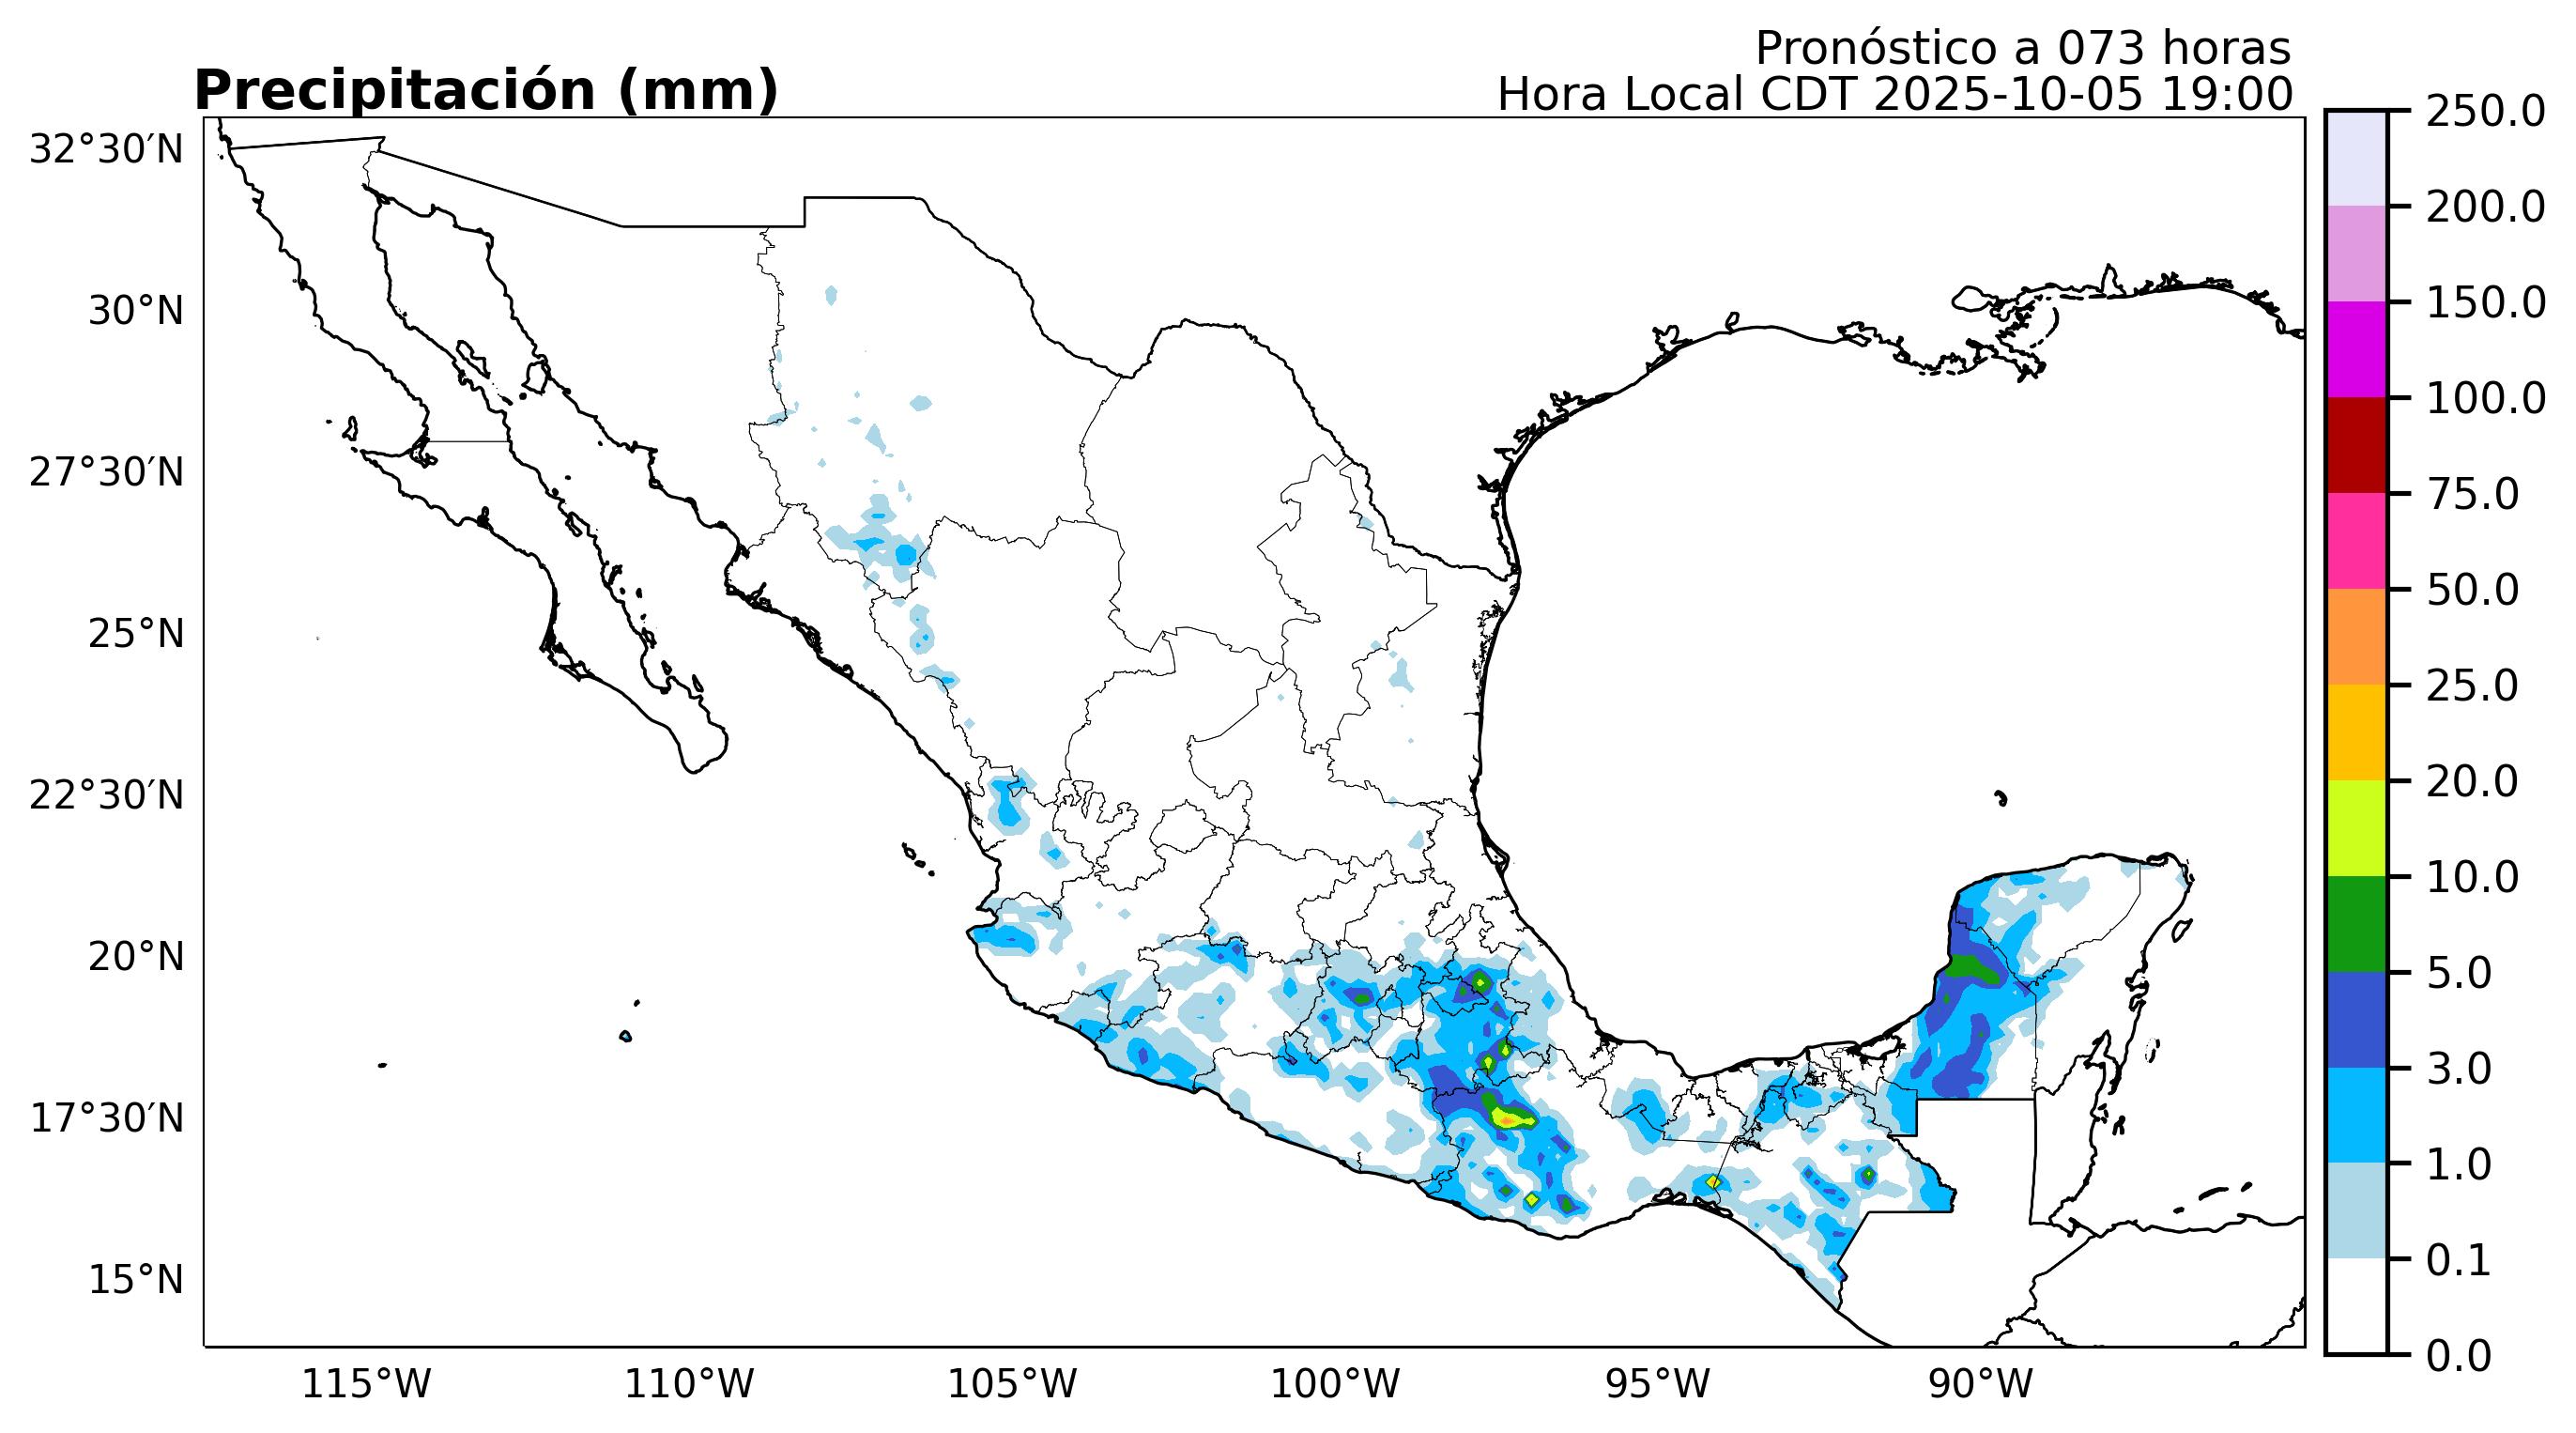 Pronóstico a 073 horas
Precipitación (mm)
Hora Local CDT 2025-10-05 19:00
32°30′N
30°N
27°30′N
25°N
22°30′N
20°N
17°30′N
15°N
115°W
110°W
105°W
100°W
95°W
90°W
250.0
200.0
150.0
100.0
75.0
50.0
25.0
20.0
10.0
5.0
3.0
1.0
0.1
0.0